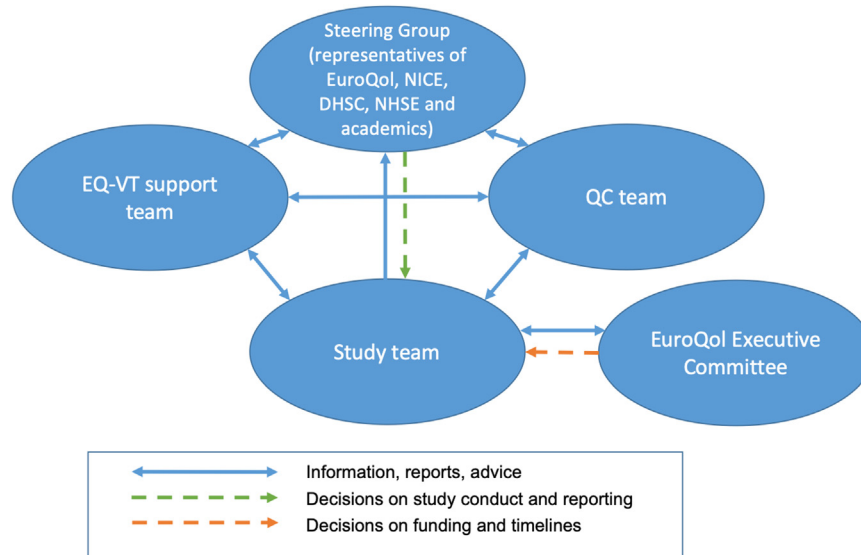 Steering Group
(representatives of
EuroQol, NICE,
DHSC, NHSE and
academics)
EQ-VT support
team
QC team
Study team
EuroQol Executive
Committee
Information, reports, advice
Decisions on study conduct and reporting
Decisions on funding and timelines